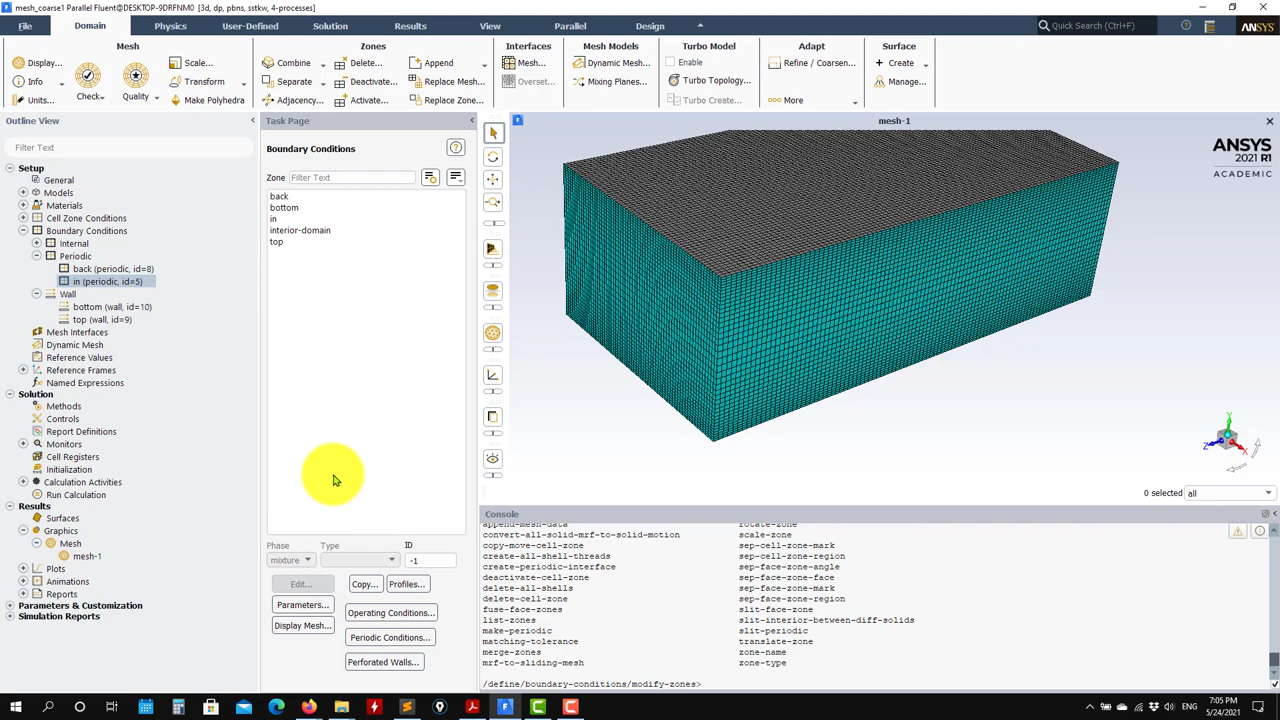 mesh_coarse1 Parallel Fluent@DESKTOP-9DRFNM0 [3d, dp, pbns, sstkw, 4-processes]
File Domain Physics User-Defined Solution Results View Parallel Design Quick Search (Ctrl+F) ANSYS
Mesh Zones Interfaces Mesh Models Turbo Model Adapt Surface
Display... Scale... Combine Delete... Append Mesh... Dynamic Mesh... Enable Refine / Coarsen... Create
Info Transform Separate Deactivate... Replace Mesh... Overset... Mixing Planes... Turbo Topology... Manage...
Units... Check Quality Make Polyhedra Adjacency... Activate... Replace Zone... Turbo Create... More
Outline View
Filter Text
Setup
General
Models
Materials
Cell Zone Conditions
Boundary Conditions
Internal
Periodic
back (periodic, id=8)
in (periodic, id=5)
Wall
bottom (wall, id=10)
top (wall, id=9)
Mesh Interfaces
Dynamic Mesh
Reference Values
Reference Frames
Named Expressions
Solution
Methods
Controls
Report Definitions
Monitors
Cell Registers
Initialization
Calculation Activities
Run Calculation
Results
Surfaces
Graphics
Mesh
mesh-1
Plots
Animations
Reports
Parameters & Customization
Simulation Reports
Task Page
Boundary Conditions
Zone Filter Text
back
bottom
in
interior-domain
top
Phase Type ID
mixture -1
Edit... Copy... Profiles...
Parameters... Operating Conditions...
Display Mesh... Periodic Conditions...
Perforated Walls...
mesh-1
ANSYS
2021 R1
ACADEMIC
Y
Z
X
0 selected all
Console
append-mesh-data rotate-zone
convert-all-solid-mrf-to-solid-motion scale-zone
copy-move-cell-zone sep-cell-zone-mark
create-all-shell-threads sep-cell-zone-region
create-periodic-interface sep-face-zone-angle
deactivate-cell-zone sep-face-zone-face
delete-all-shells sep-face-zone-mark
delete-cell-zone sep-face-zone-region
fuse-face-zones slit-face-zone
list-zones slit-interior-between-diff-solids
make-periodic slit-periodic
matching-tolerance translate-zone
merge-zones zone-name
mrf-to-sliding-mesh zone-type
/define/boundary-conditions/modify-zones>
ENG 7:05 PM
5/24/2021